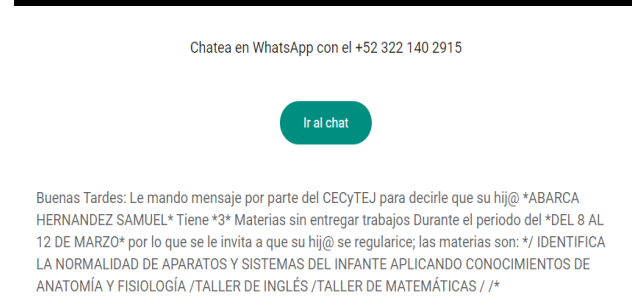 Chatea en WhatsApp con el +52 322 140 2915
Ir al chat
Buenas Tardes: Le mando mensaje por parte del CECyTEJ para decirle que su hij@ *ABARCA
HERNANDEZ SAMUEL* Tiene *3* Materias sin entregar trabajos Durante el periodo del *DEL 8 AL
12 DE MARZO* por lo que se le invita a que su hij@ se regularice; las materias son: */ IDENTIFICA
LA NORMALIDAD DE APARATOS Y SISTEMAS DEL INFANTE APLICANDO CONOCIMIENTOS DE
ANATOMÍA Y FISIOLOGÍA /TALLER DE INGLÉS /TALLER DE MATEMÁTICAS / /*